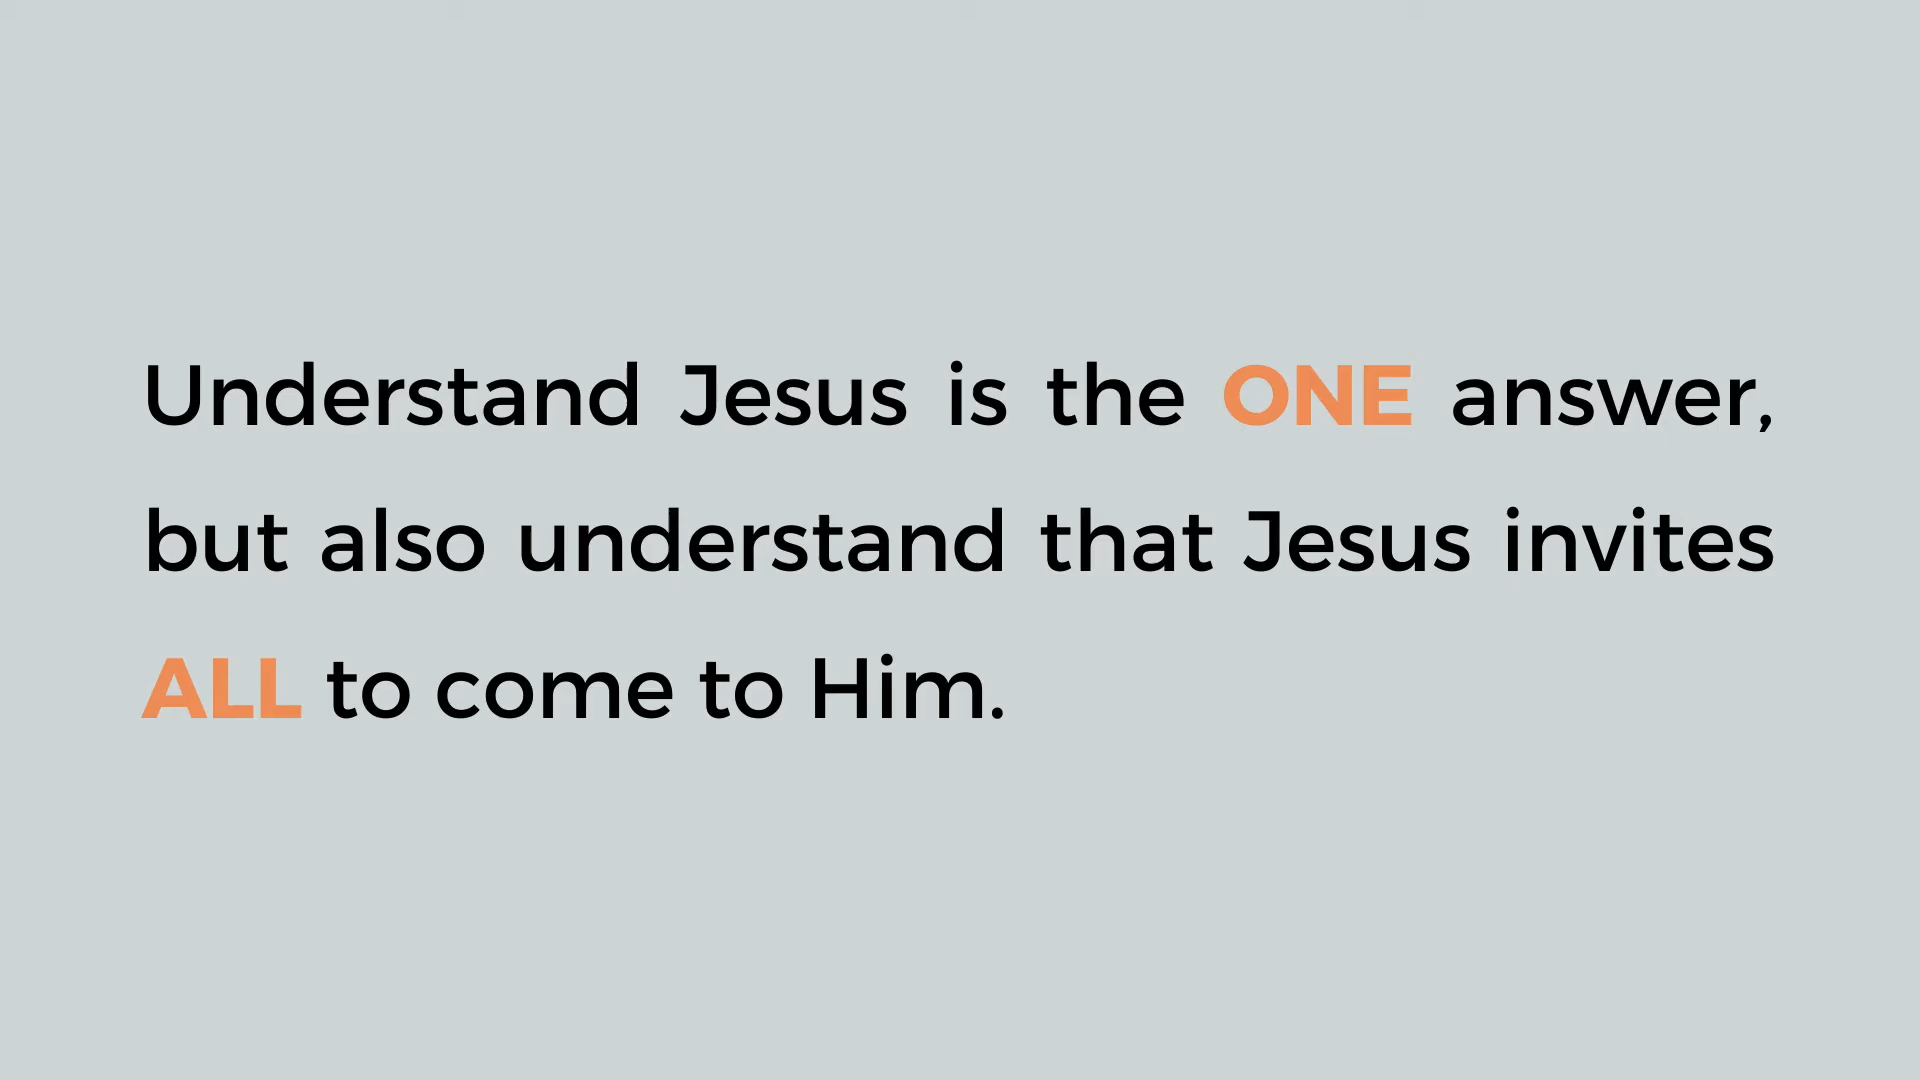 Understand Jesus is the ONE answer,
but also understand that Jesus invites
ALL to come to Him.